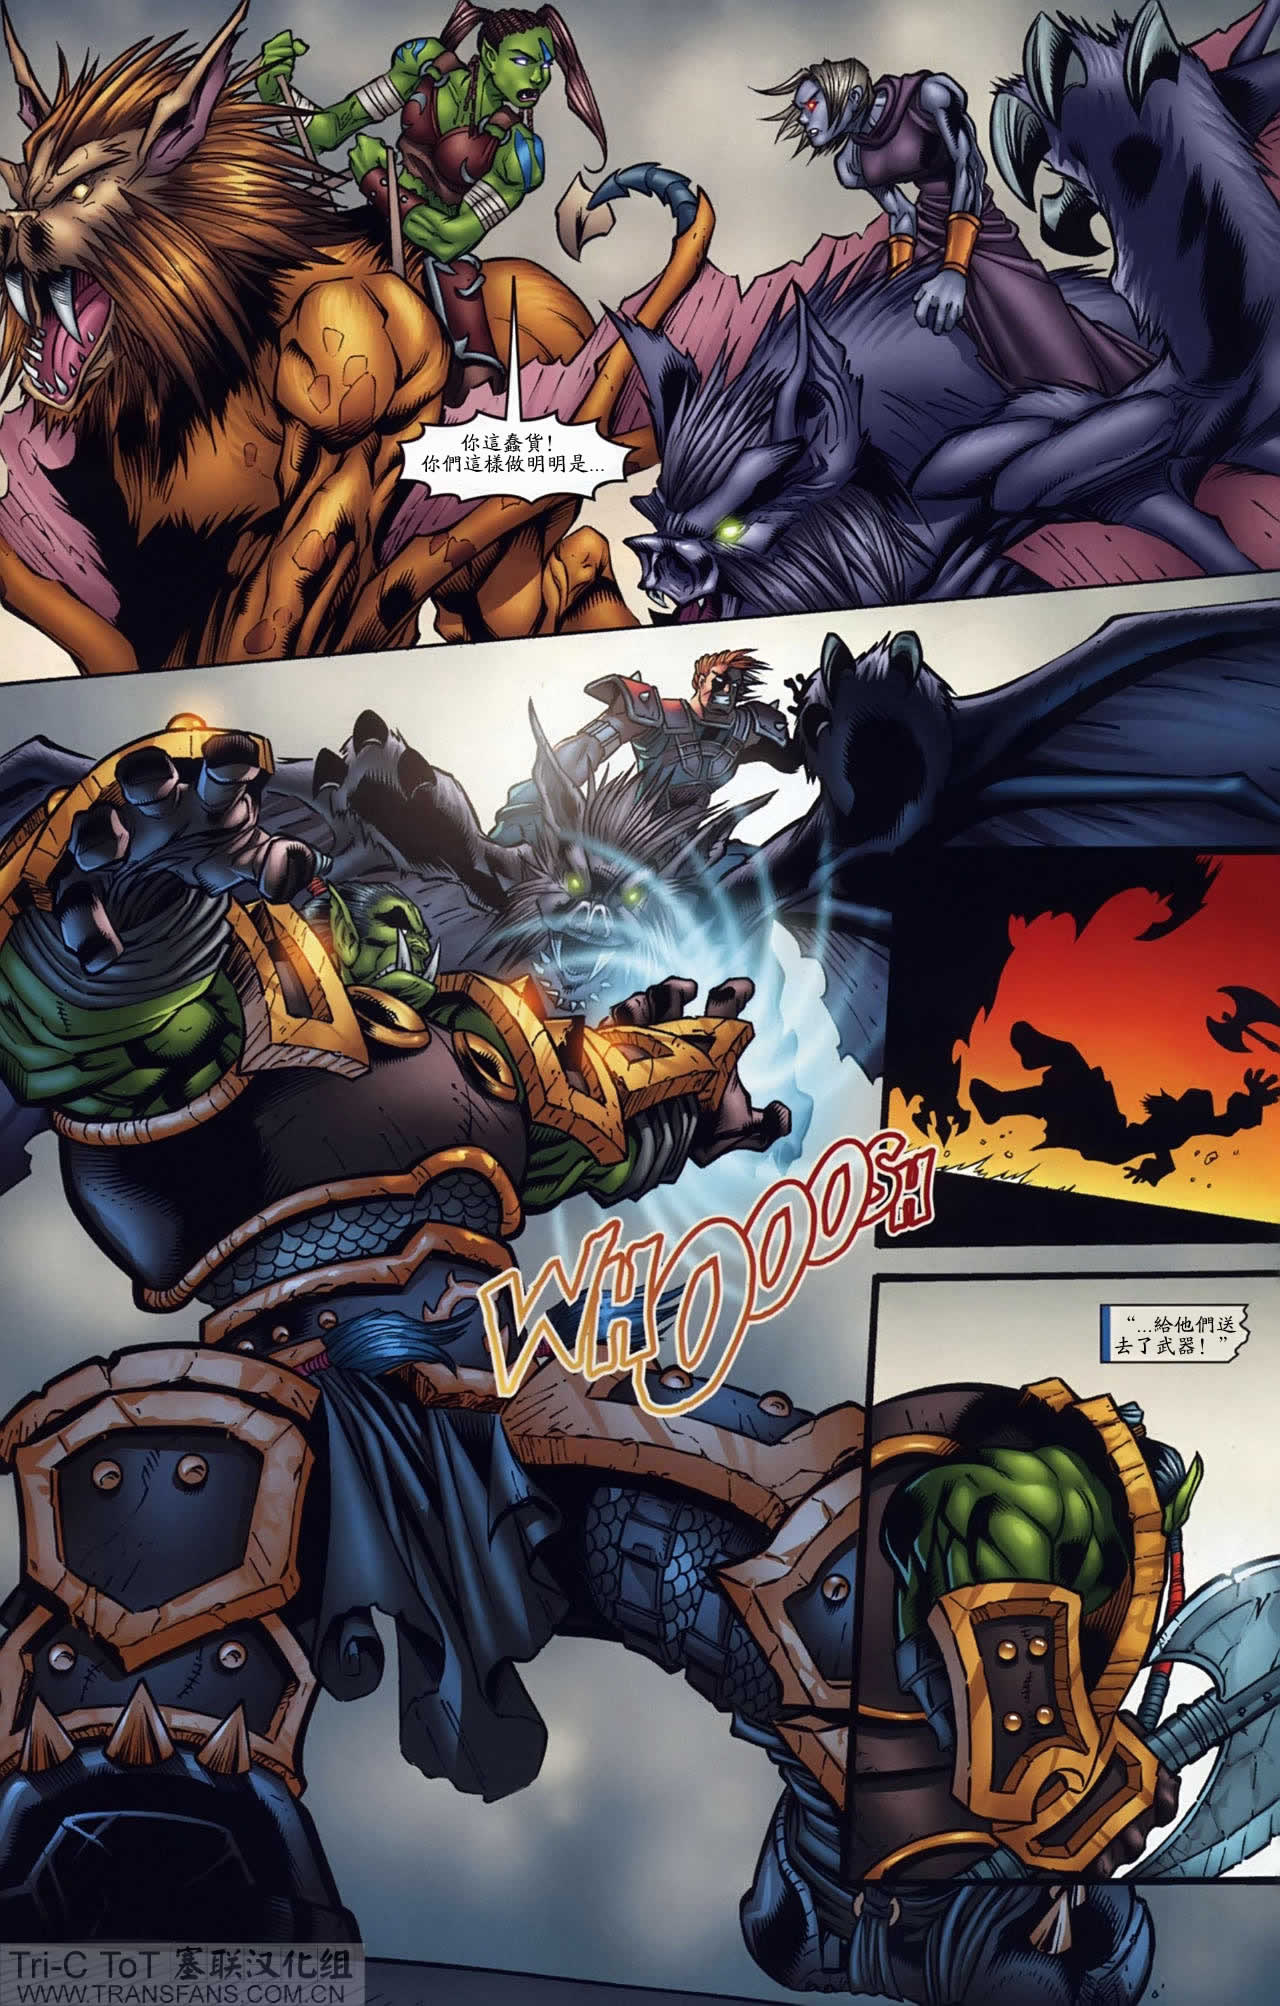 你這蠢貨!
你們這樣做明明是...
WHOOOOSH
“...給他們送
去了武器!”
Tri-C ToT 塞联汉化组
WWW.TRANSFANS.COM.CN